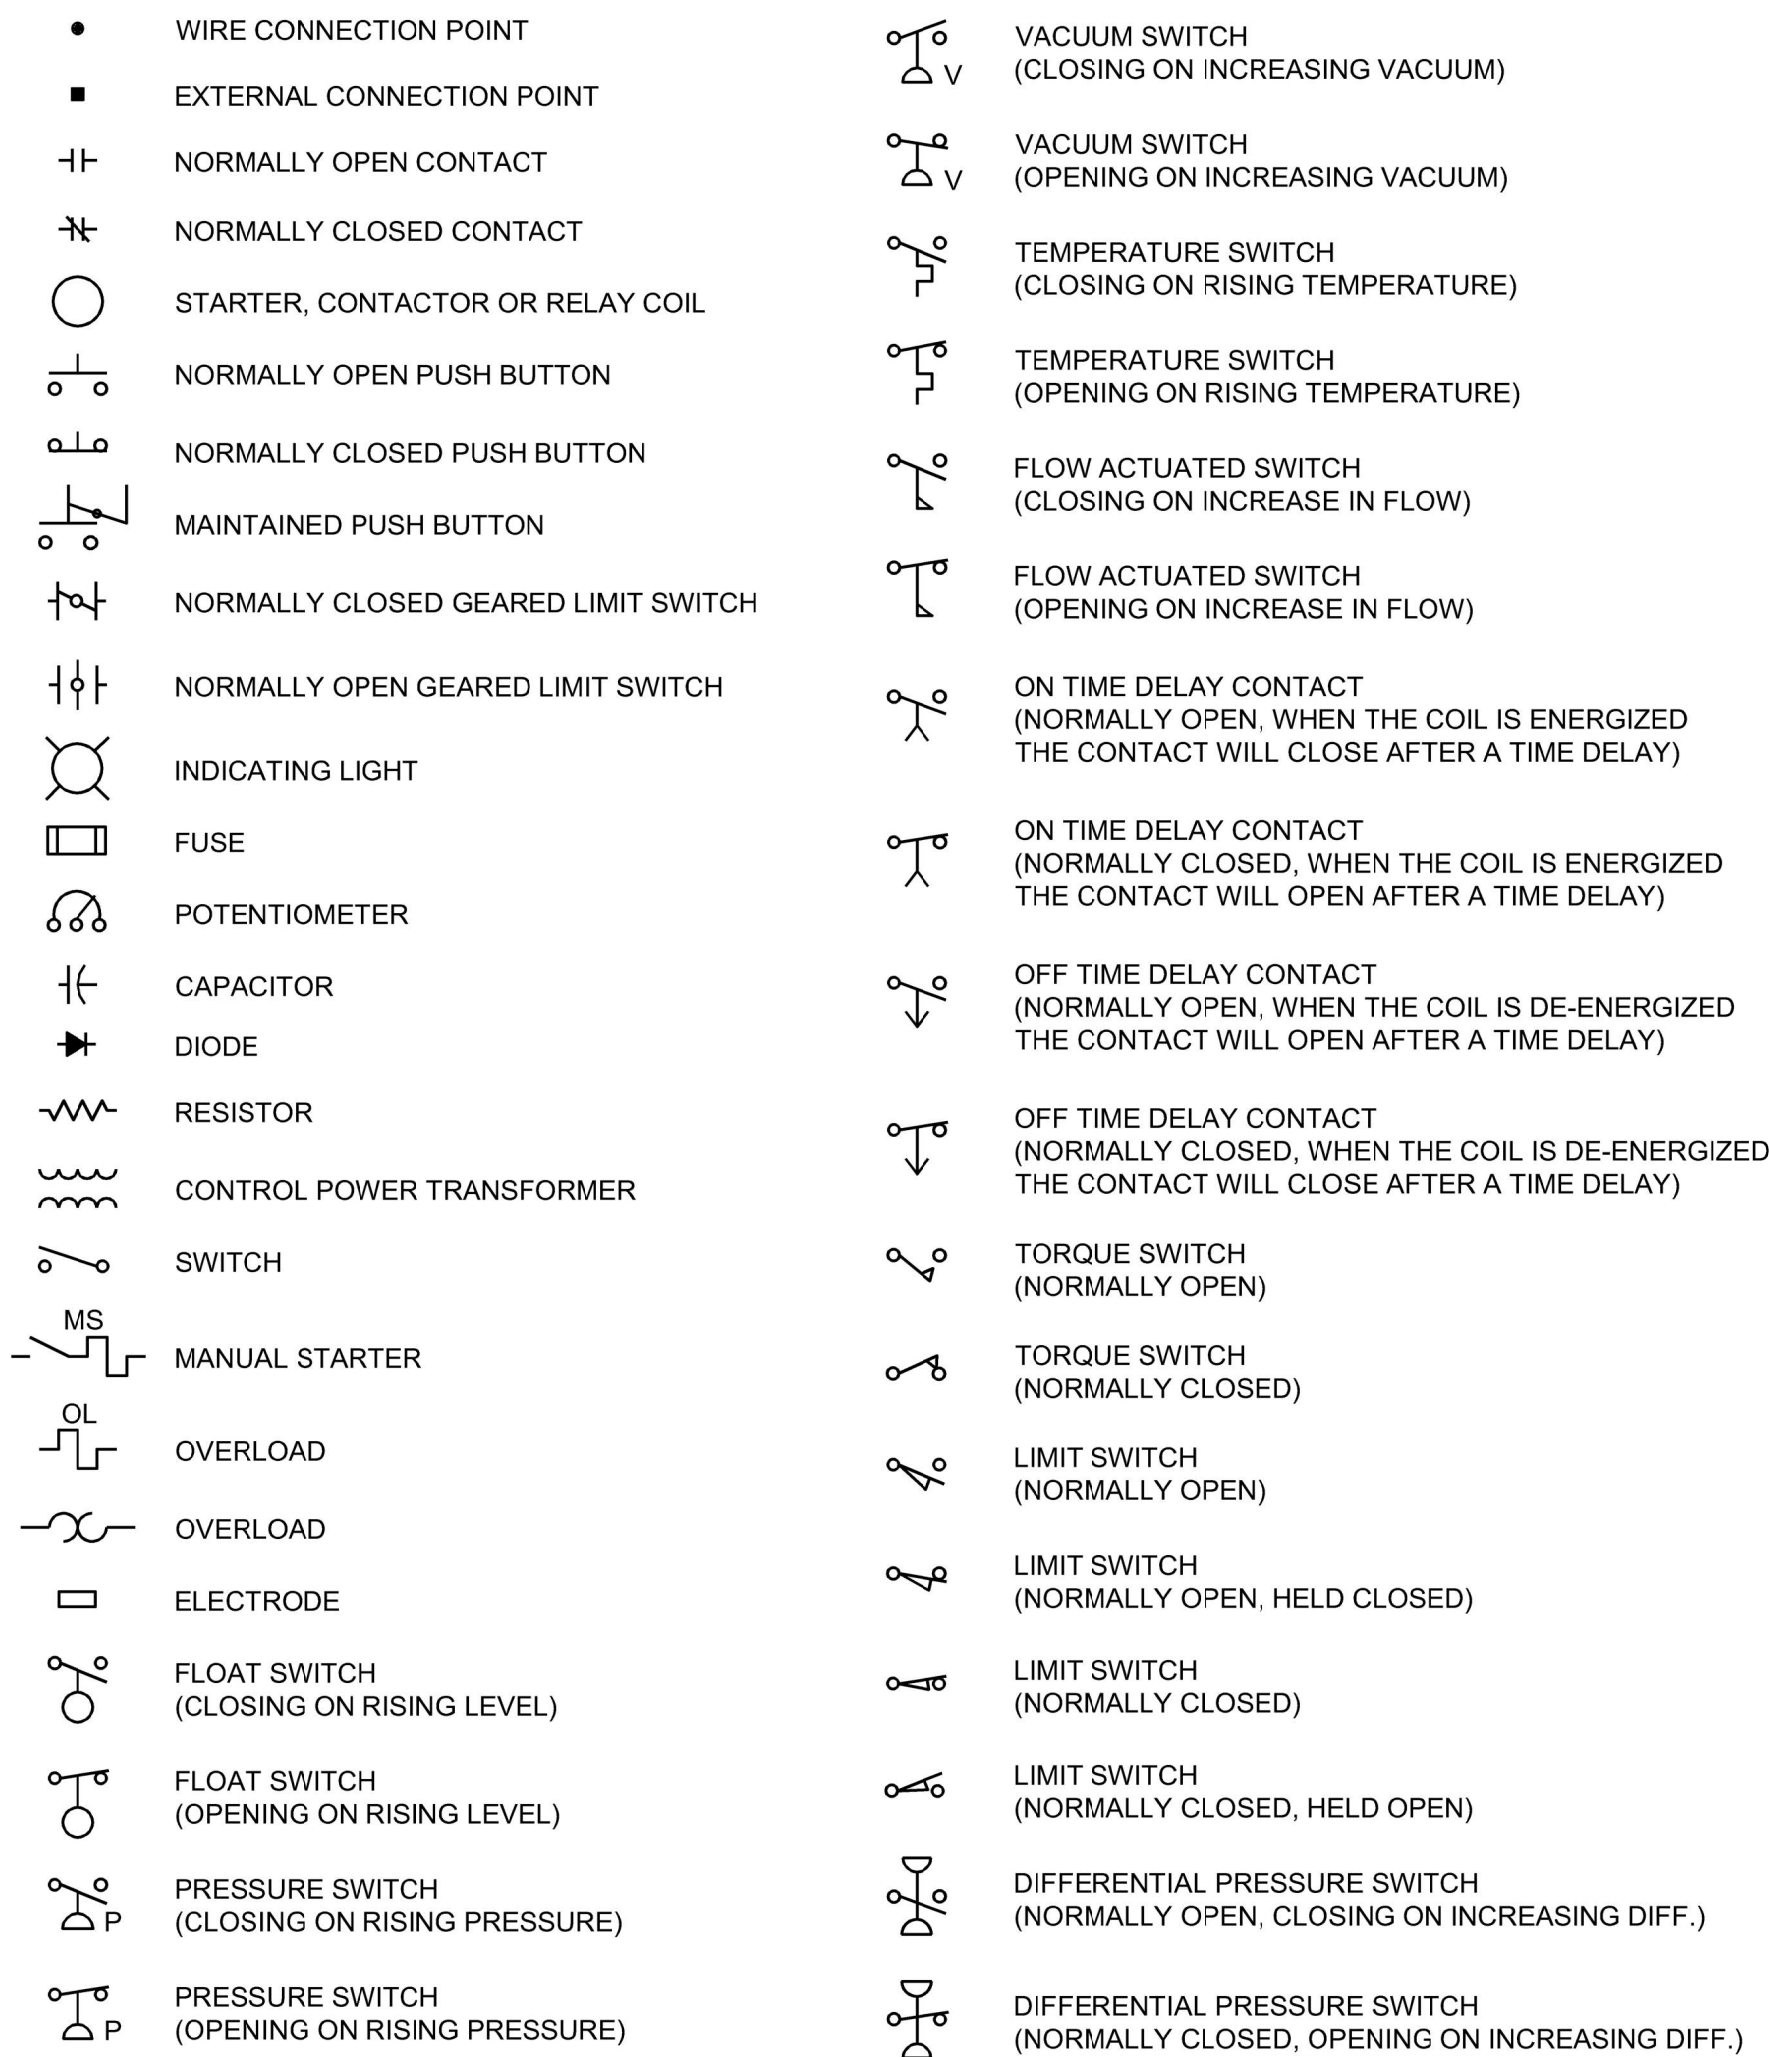 WIRE CONNECTION POINT
EXTERNAL CONNECTION POINT
NORMALLY OPEN CONTACT
NORMALLY CLOSED CONTACT
STARTER, CONTACTOR OR RELAY COIL
NORMALLY OPEN PUSH BUTTON
NORMALLY CLOSED PUSH BUTTON
MAINTAINED PUSH BUTTON
NORMALLY CLOSED GEARED LIMIT SWITCH
NORMALLY OPEN GEARED LIMIT SWITCH
INDICATING LIGHT
FUSE
POTENTIOMETER
CAPACITOR
DIODE
RESISTOR
CONTROL POWER TRANSFORMER
SWITCH
MS
MANUAL STARTER
OL
OVERLOAD
OVERLOAD
ELECTRODE
FLOAT SWITCH
(CLOSING ON RISING LEVEL)
FLOAT SWITCH
(OPENING ON RISING LEVEL)
PRESSURE SWITCH
P (CLOSING ON RISING PRESSURE)
PRESSURE SWITCH
P (OPENING ON RISING PRESSURE)
VACUUM SWITCH
V (CLOSING ON INCREASING VACUUM)
VACUUM SWITCH
V (OPENING ON INCREASING VACUUM)
TEMPERATURE SWITCH
(CLOSING ON RISING TEMPERATURE)
TEMPERATURE SWITCH
(OPENING ON RISING TEMPERATURE)
FLOW ACTUATED SWITCH
(CLOSING ON INCREASE IN FLOW)
FLOW ACTUATED SWITCH
(OPENING ON INCREASE IN FLOW)
ON TIME DELAY CONTACT
(NORMALLY OPEN, WHEN THE COIL IS ENERGIZED
THE CONTACT WILL CLOSE AFTER A TIME DELAY)
ON TIME DELAY CONTACT
(NORMALLY CLOSED, WHEN THE COIL IS ENERGIZED
THE CONTACT WILL OPEN AFTER A TIME DELAY)
OFF TIME DELAY CONTACT
(NORMALLY OPEN, WHEN THE COIL IS DE-ENERGIZED
THE CONTACT WILL OPEN AFTER A TIME DELAY)
OFF TIME DELAY CONTACT
(NORMALLY CLOSED, WHEN THE COIL IS DE-ENERGIZED
THE CONTACT WILL CLOSE AFTER A TIME DELAY)
TORQUE SWITCH
(NORMALLY OPEN)
TORQUE SWITCH
(NORMALLY CLOSED)
LIMIT SWITCH
(NORMALLY OPEN)
LIMIT SWITCH
(NORMALLY OPEN, HELD CLOSED)
LIMIT SWITCH
(NORMALLY CLOSED)
LIMIT SWITCH
(NORMALLY CLOSED, HELD OPEN)
DIFFERENTIAL PRESSURE SWITCH
(NORMALLY OPEN, CLOSING ON INCREASING DIFF.)
DIFFERENTIAL PRESSURE SWITCH
(NORMALLY CLOSED, OPENING ON INCREASING DIFF.)